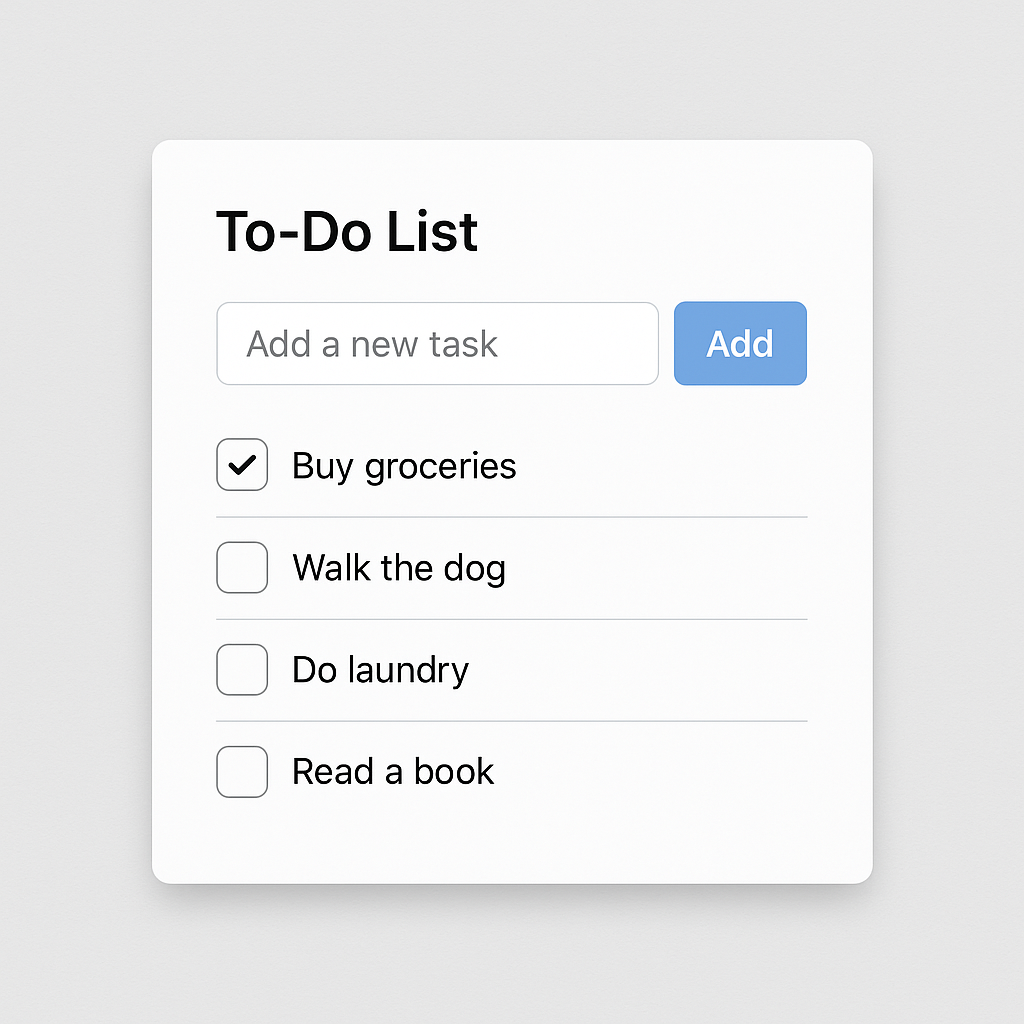 To-Do List
Add a new task
Add
Buy groceries
Walk the dog
Do laundry
Read a book